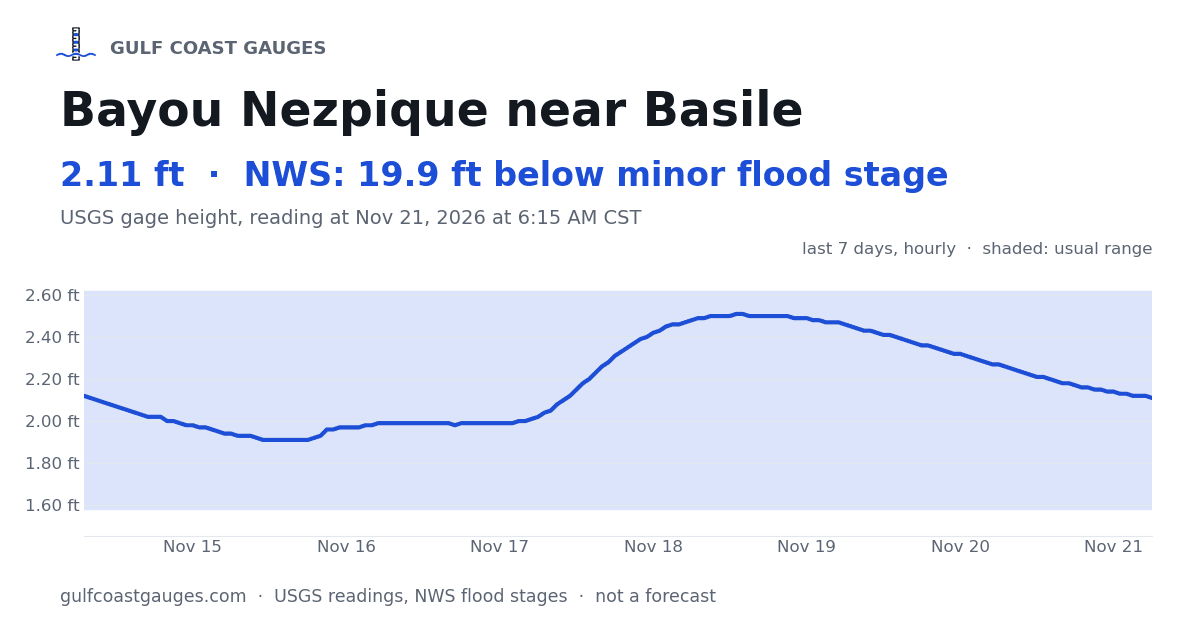 GULF COAST GAUGES
Bayou Nezpique near Basile
2.11 ft · NWS: 19.9 ft below minor flood stage
USGS gage height, reading at Nov 21, 2026 at 6:15 AM CST
last 7 days, hourly · shaded: usual range
2.60 ft
2.40 ft
2.20 ft
2.00 ft
1.80 ft
1.60 ft
Nov 15 Nov 16 Nov 17 Nov 18 Nov 19 Nov 20 Nov 21
gulfcoastgauges.com · USGS readings, NWS flood stages · not a forecast